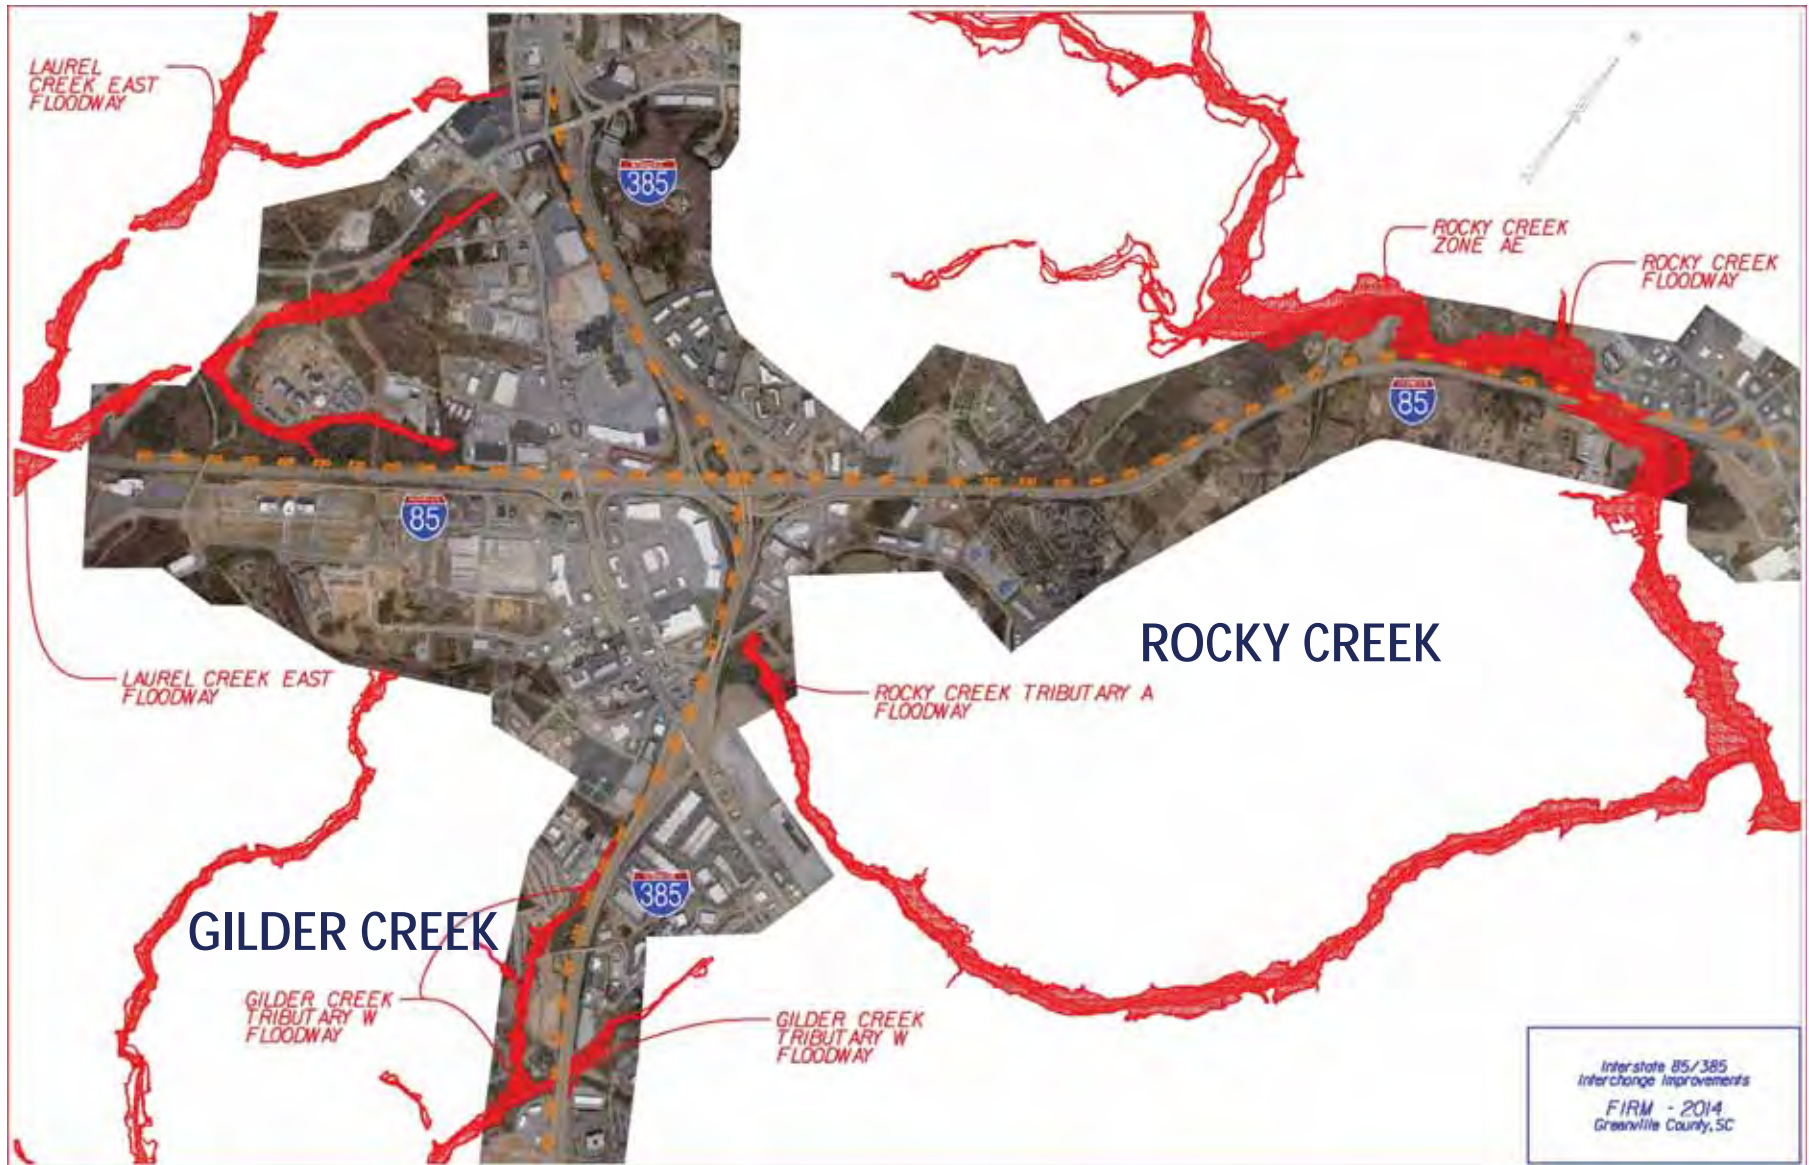 LAUREL
CREEK EAST
FLOODWAY
385
ROCKY CREEK
ZONE AE
ROCKY CREEK
FLOODWAY
85
85
ROCKY CREEK
LAUREL CREEK EAST
FLOODWAY
ROCKY CREEK TRIBUTARY A
FLOODWAY
385
GILDER CREEK
GILDER CREEK
TRIBUTARY W
FLOODWAY
GILDER CREEK
TRIBUTARY W
FLOODWAY
Interstate 85/385
Interchange Improvements
FIRM - 2014
Greenville County, SC